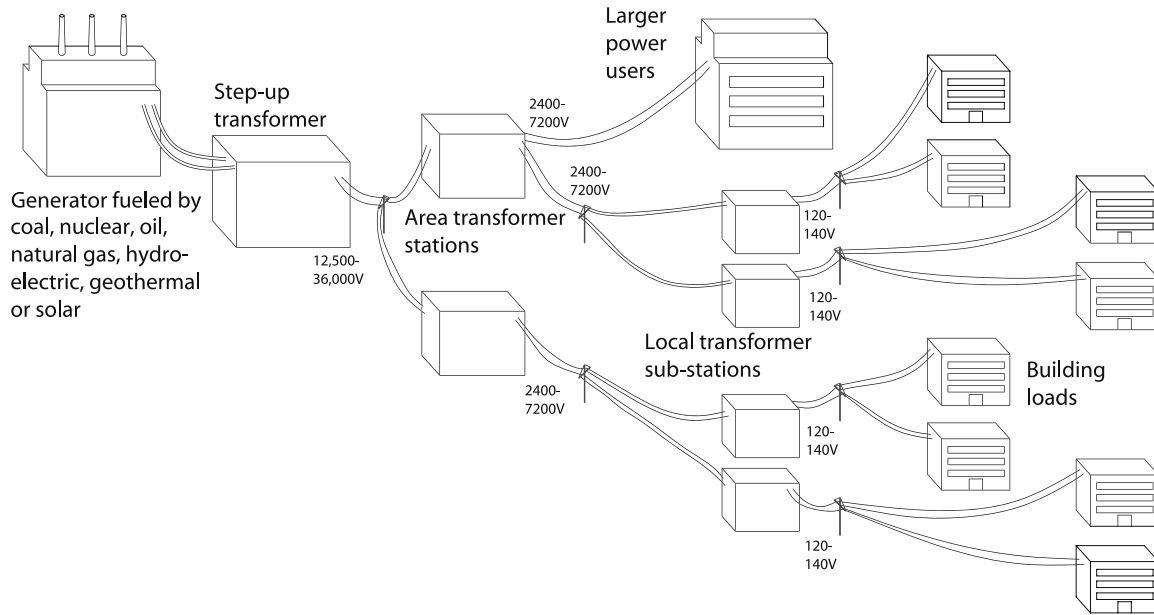 Larger
power
users
Step-up
transformer
2400-
7200V
2400-
7200V
Generator fueled by
coal, nuclear, oil,
natural gas, hydro-
electric, geothermal
or solar
Area transformer
stations
120-
140V
12,500-
36,000V
120-
140V
Local transformer
sub-stations
Building
loads
2400-
7200V
120-
140V
120-
140V